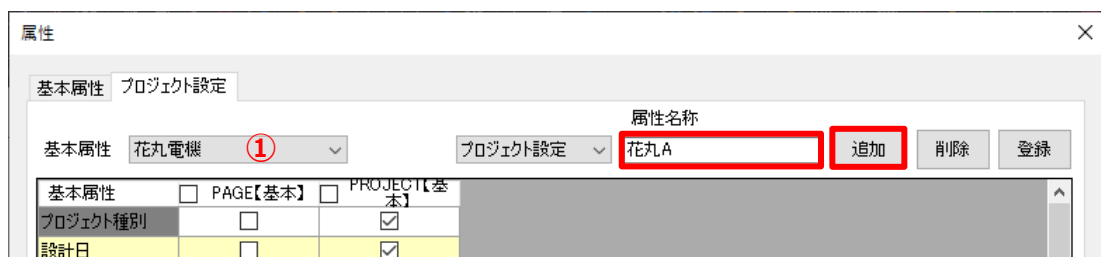 属性
基本属性 プロジェクト設定
属性名称
基本属性 花丸電機 ① プロジェクト設定 花丸A 追加 削除 登録
基本属性 PAGE【基本】 PROJECT【基
本】
プロジェクト種別
設計日